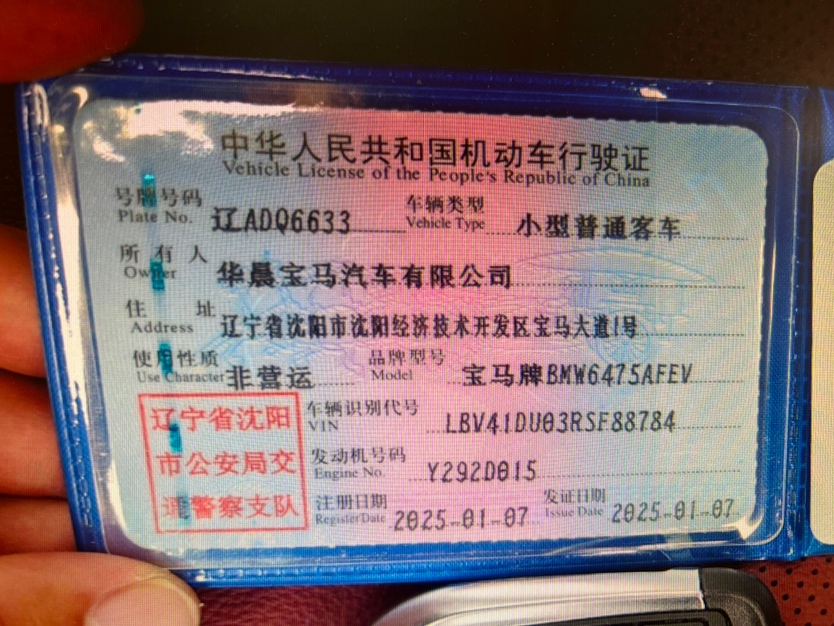 中华人民共和国机动车行驶证
Vehicle License of the People's Republic of China
号牌号码 辽ADQ6633 车辆类型 小型普通客车
Plate No. Vehicle Type
所有人 华晨宝马汽车有限公司
Owner
住址 辽宁省沈阳市沈阳经济技术开发区宝马大道1号
Address
使用性质 非营运 品牌型号 宝马牌BMW6475AFEV
Use Character Model
辽宁省沈阳
市公安局交
通警察支队
车辆识别代号 LBV41DU03RSF88784
VIN
发动机号码 Y292D015
Engine No.
注册日期 2025-01-07 发证日期 2025-01-07
Register Date Issue Date